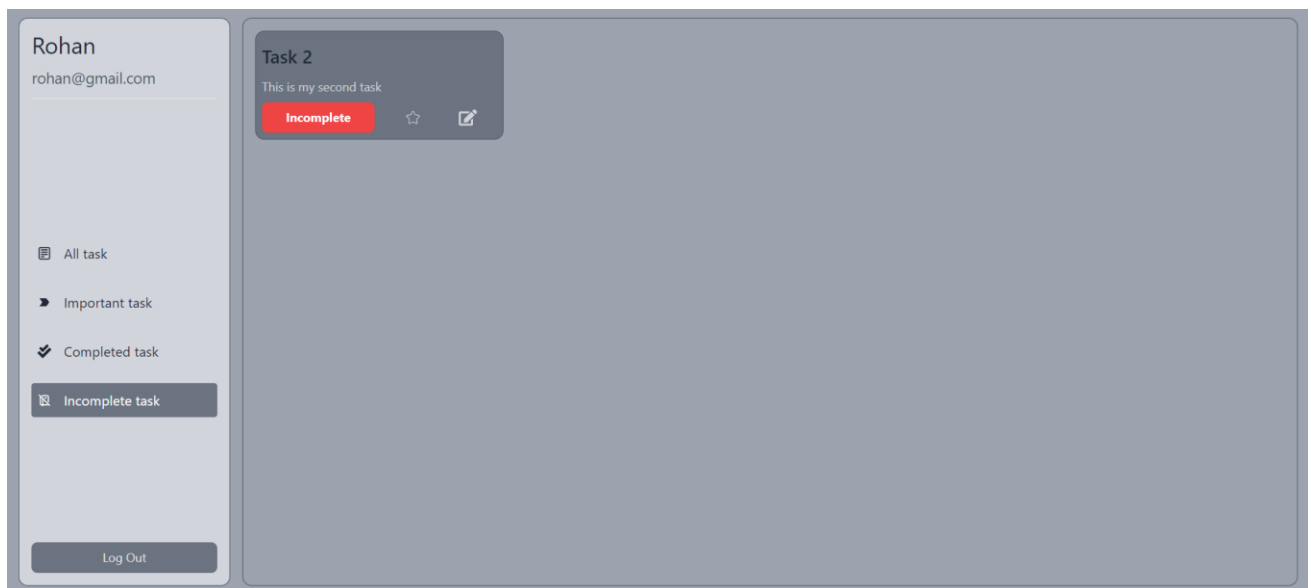 Rohan
rohan@gmail.com
All task
Important task
Completed task
Incomplete task
Log Out
Task 2
This is my second task
Incomplete